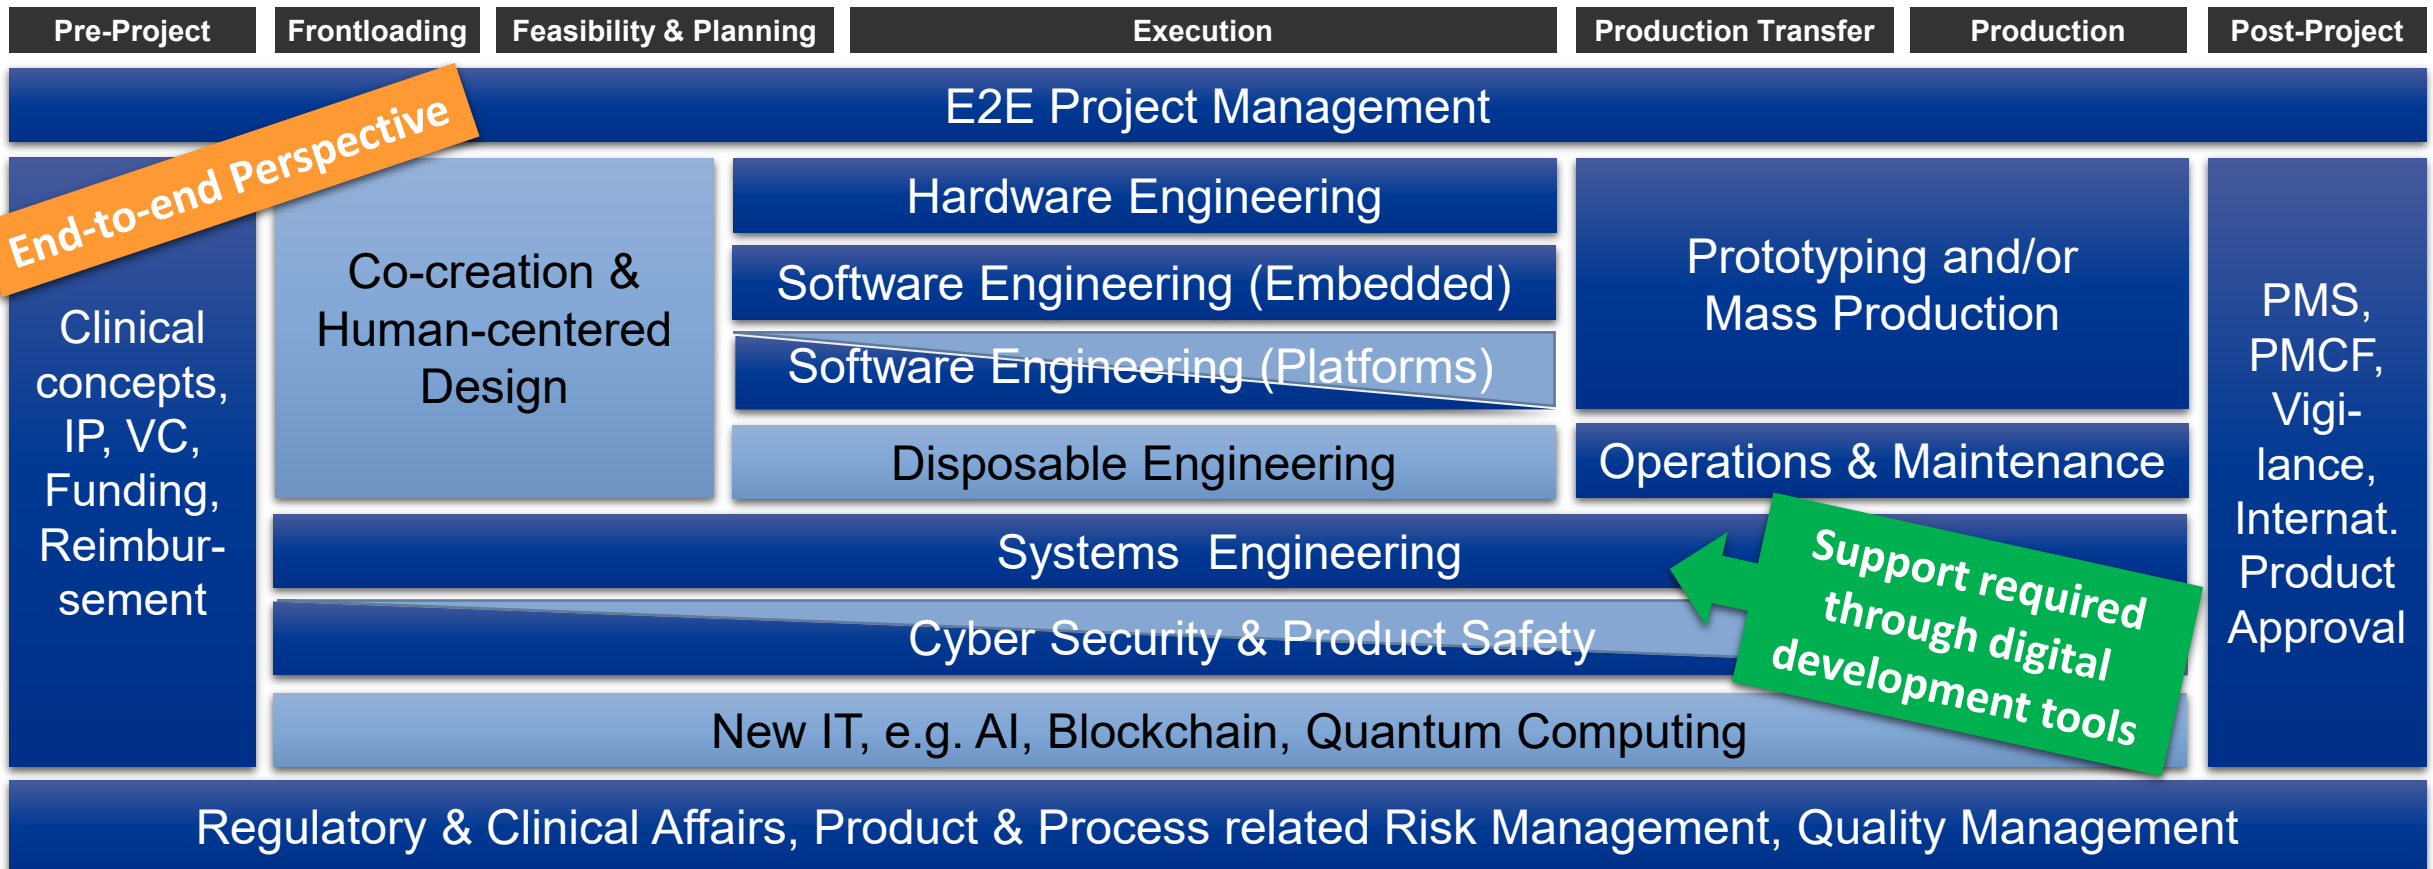 Pre-Project
Frontloading
Feasibility & Planning
Execution
Production Transfer
Production
Post-Project
E2E Project Management
End-to-end Perspective
Clinical
concepts,
IP, VC,
Funding,
Reimbur-
sement
Co-creation &
Human-centered
Design
Hardware Engineering
Software Engineering (Embedded)
Software Engineering (Platforms)
Disposable Engineering
Prototyping and/or
Mass Production
Operations & Maintenance
PMS,
PMCF,
Vigi-
lance,
Internat.
Product
Approval
Systems  Engineering
Support required
through digital
development tools
Cyber Security & Product Safety
New IT, e.g. AI, Blockchain, Quantum Computing
Regulatory & Clinical Affairs, Product & Process related Risk Management, Quality Management